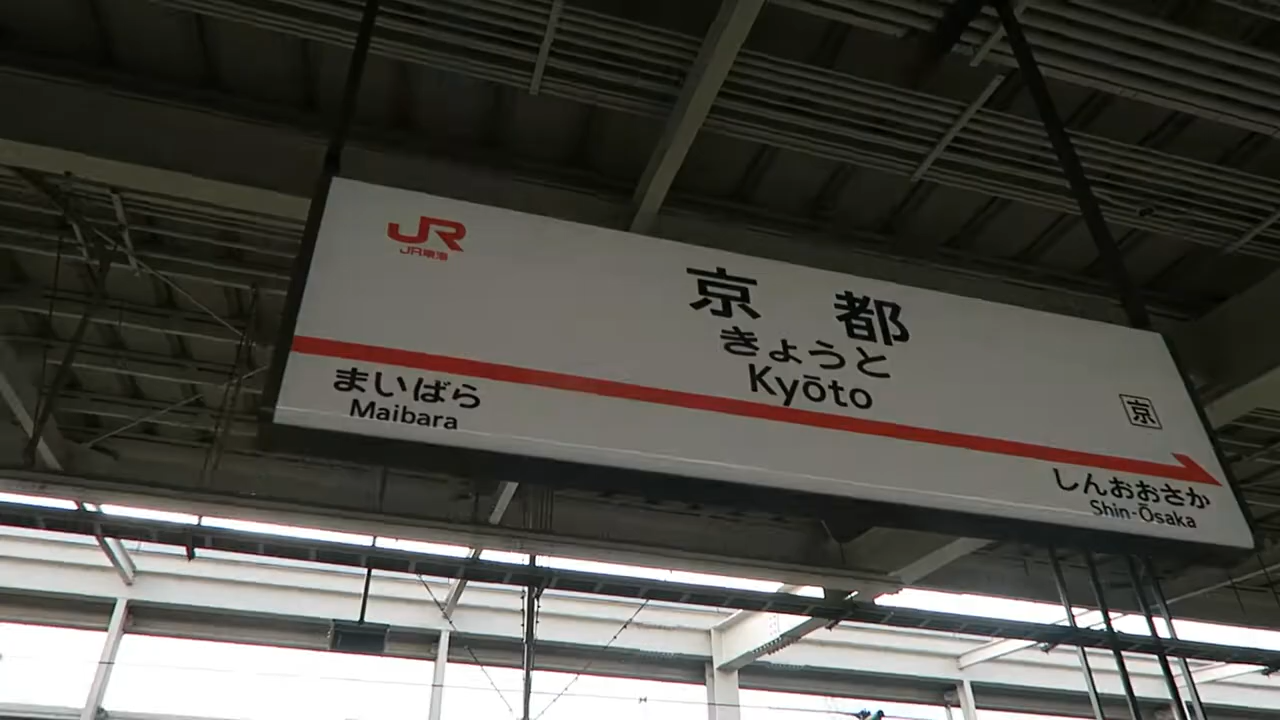 JR
JR東海
京都
きょうと
Kyōto
京
まいばら
Maibara
しんおおさか
Shin-Ōsaka